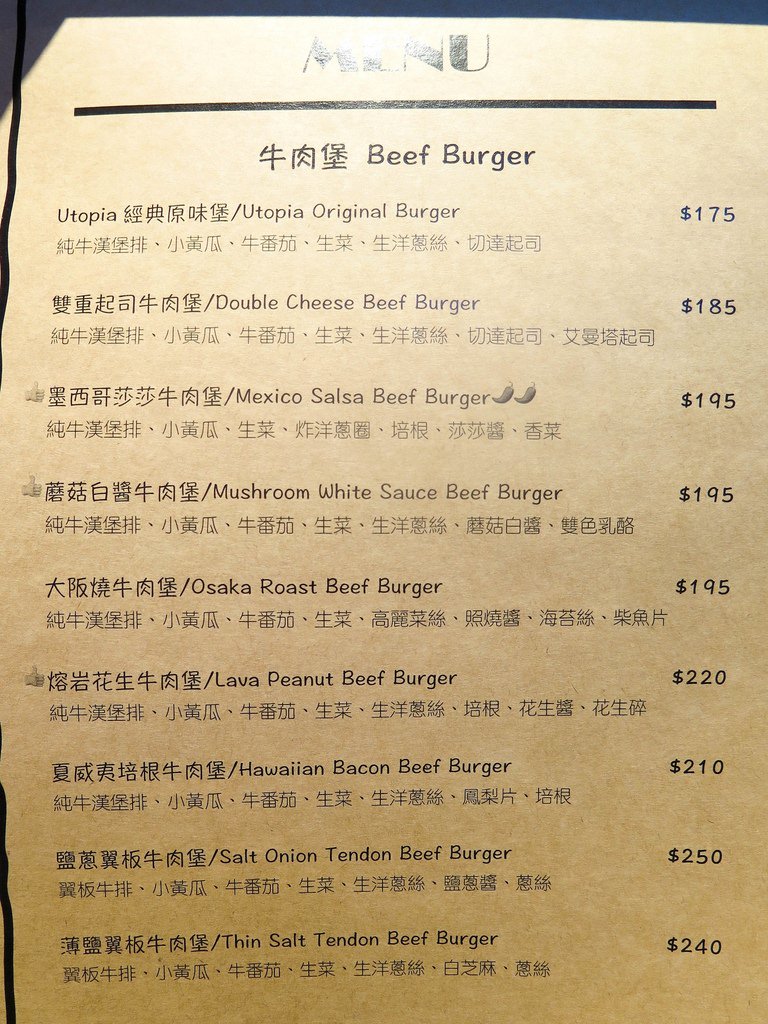 MENU
牛肉堡 Beef Burger
Utopia 經典原味堡/Utopia Original Burger $175
純牛漢堡排、小黃瓜、牛番茄、生菜、生洋蔥絲、切達起司
雙重起司牛肉堡/Double Cheese Beef Burger $185
純牛漢堡排、小黃瓜、牛番茄、生菜、生洋蔥絲、切達起司、艾曼塔起司
墨西哥莎莎牛肉堡/Mexico Salsa Beef Burger $195
純牛漢堡排、小黃瓜、生菜、炸洋蔥圈、培根、莎莎醬、香菜
蘑菇白醬牛肉堡/Mushroom White Sauce Beef Burger $195
純牛漢堡排、小黃瓜、牛番茄、生菜、生洋蔥絲、蘑菇白醬、雙色乳酪
大阪燒牛肉堡/Osaka Roast Beef Burger $195
純牛漢堡排、小黃瓜、牛番茄、生菜、高麗菜絲、照燒醬、海苔絲、柴魚片
熔岩花生牛肉堡/Lava Peanut Beef Burger $220
純牛漢堡排、小黃瓜、牛番茄、生菜、生洋蔥絲、培根、花生醬、花生碎
夏威夷培根牛肉堡/Hawaiian Bacon Beef Burger $210
純牛漢堡排、小黃瓜、牛番茄、生菜、生洋蔥絲、鳳梨片、培根
鹽蔥翼板牛肉堡/Salt Onion Tendon Beef Burger $250
翼板牛排、小黃瓜、牛番茄、生菜、生洋蔥絲、鹽蔥醬、蔥絲
薄鹽翼板牛肉堡/Thin Salt Tendon Beef Burger $240
翼板牛排、小黃瓜、牛番茄、生菜、生洋蔥絲、白芝麻、蔥絲